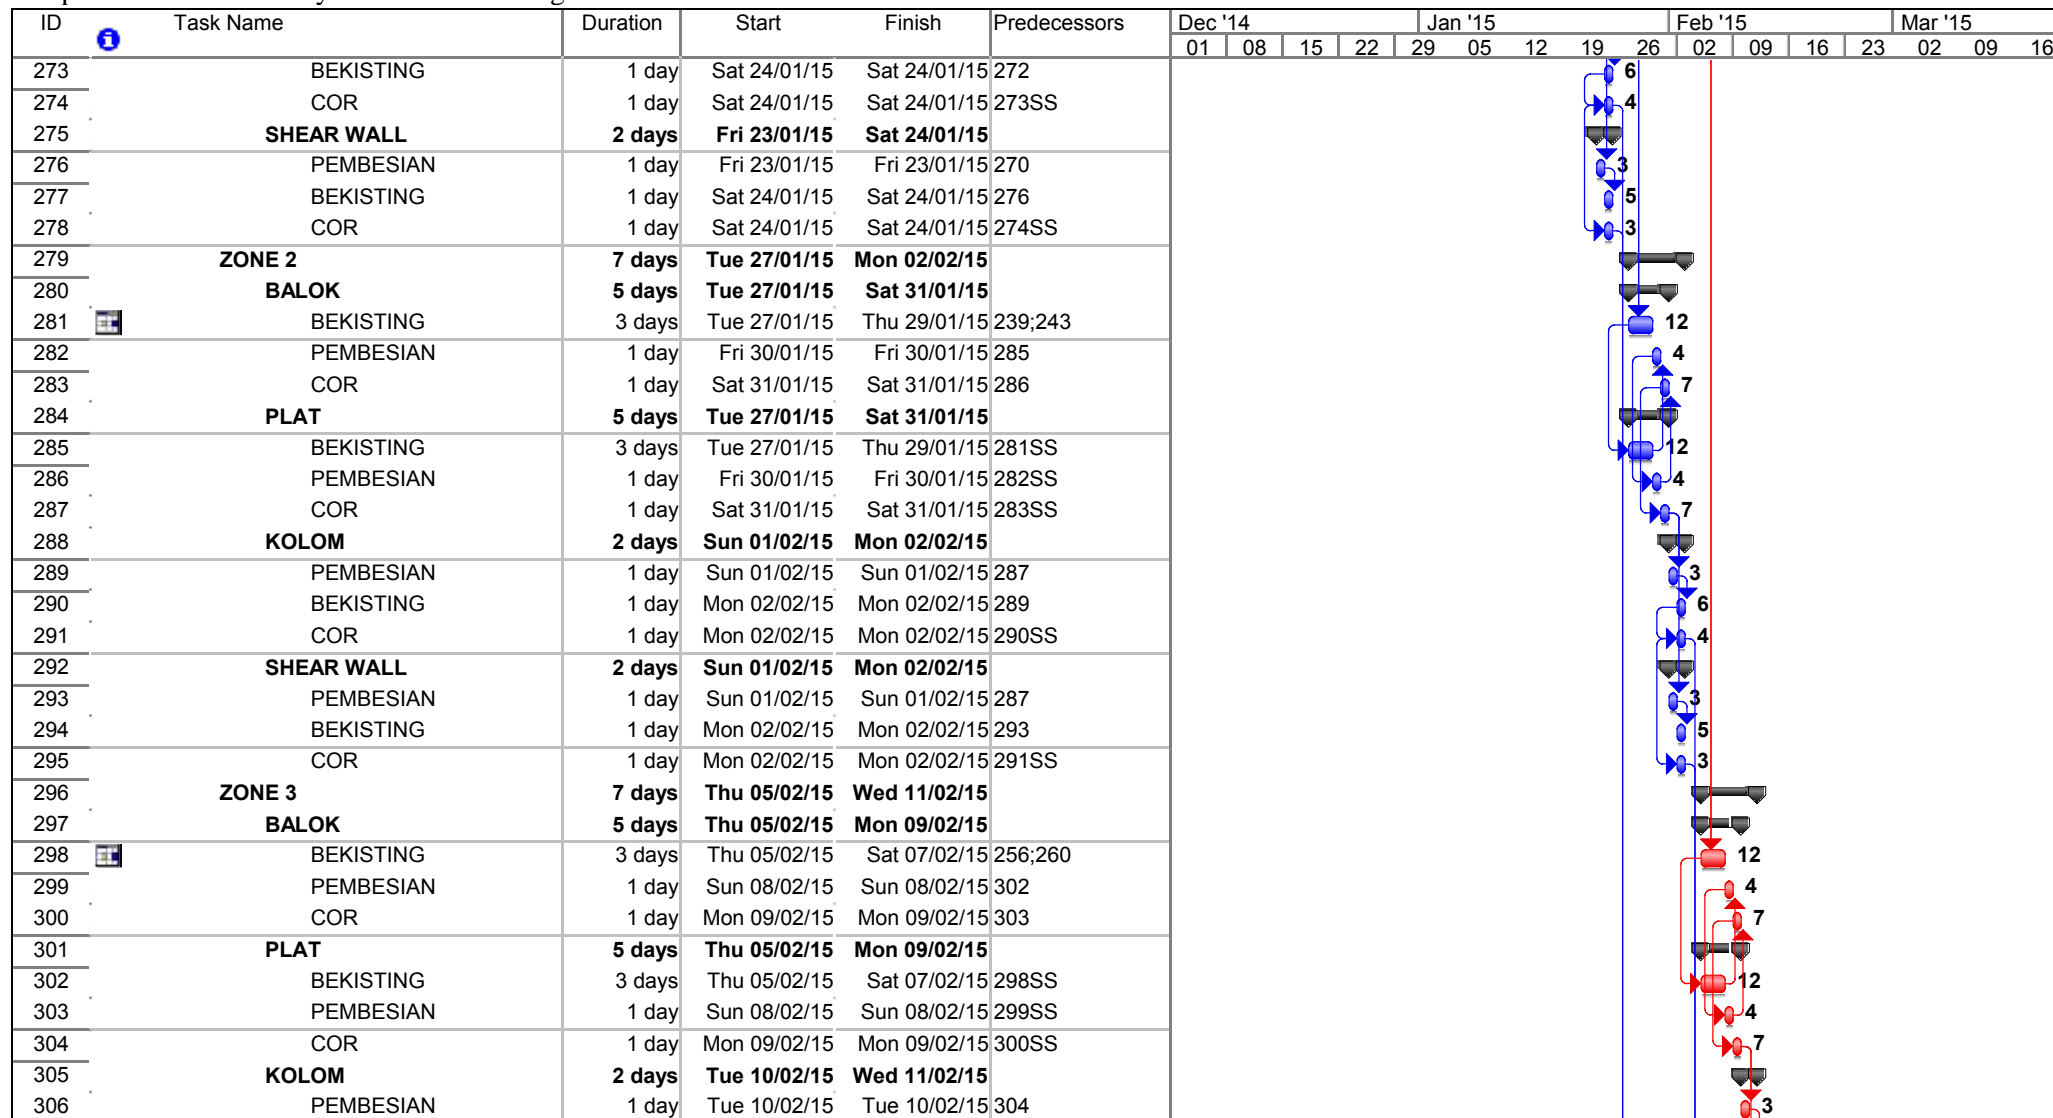 ID Task Name Duration Start Finish Predecessors Dec '14 Jan '15 Feb '15 Mar '15
01 08 15 22 29 05 12 19 26 02 09 16 23 02 09 16
273 BEKISTING 1 day Sat 24/01/15 Sat 24/01/15 272 6
274 COR 1 day Sat 24/01/15 Sat 24/01/15 273SS 4
275 SHEAR WALL 2 days Fri 23/01/15 Sat 24/01/15
276 PEMBESIAN 1 day Fri 23/01/15 Fri 23/01/15 270 3
277 BEKISTING 1 day Sat 24/01/15 Sat 24/01/15 276 5
278 COR 1 day Sat 24/01/15 Sat 24/01/15 274SS 3
279 ZONE 2 7 days Tue 27/01/15 Mon 02/02/15
280 BALOK 5 days Tue 27/01/15 Sat 31/01/15
281 BEKISTING 3 days Tue 27/01/15 Thu 29/01/15 239;243 12
282 PEMBESIAN 1 day Fri 30/01/15 Fri 30/01/15 285 4
283 COR 1 day Sat 31/01/15 Sat 31/01/15 286 7
284 PLAT 5 days Tue 27/01/15 Sat 31/01/15
285 BEKISTING 3 days Tue 27/01/15 Thu 29/01/15 281SS 12
286 PEMBESIAN 1 day Fri 30/01/15 Fri 30/01/15 282SS 4
287 COR 1 day Sat 31/01/15 Sat 31/01/15 283SS 7
288 KOLOM 2 days Sun 01/02/15 Mon 02/02/15
289 PEMBESIAN 1 day Sun 01/02/15 Sun 01/02/15 287 3
290 BEKISTING 1 day Mon 02/02/15 Mon 02/02/15 289 6
291 COR 1 day Mon 02/02/15 Mon 02/02/15 290SS 4
292 SHEAR WALL 2 days Sun 01/02/15 Mon 02/02/15
293 PEMBESIAN 1 day Sun 01/02/15 Sun 01/02/15 287 3
294 BEKISTING 1 day Mon 02/02/15 Mon 02/02/15 293 5
295 COR 1 day Mon 02/02/15 Mon 02/02/15 291SS 3
296 ZONE 3 7 days Thu 05/02/15 Wed 11/02/15
297 BALOK 5 days Thu 05/02/15 Mon 09/02/15
298 BEKISTING 3 days Thu 05/02/15 Sat 07/02/15 256;260 12
299 PEMBESIAN 1 day Sun 08/02/15 Sun 08/02/15 302 4
300 COR 1 day Mon 09/02/15 Mon 09/02/15 303 7
301 PLAT 5 days Thu 05/02/15 Mon 09/02/15
302 BEKISTING 3 days Thu 05/02/15 Sat 07/02/15 298SS 12
303 PEMBESIAN 1 day Sun 08/02/15 Sun 08/02/15 299SS 4
304 COR 1 day Mon 09/02/15 Mon 09/02/15 300SS 7
305 KOLOM 2 days Tue 10/02/15 Wed 11/02/15
306 PEMBESIAN 1 day Tue 10/02/15 Tue 10/02/15 304 3